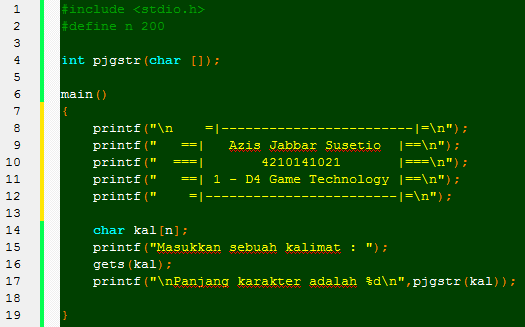 1 #include <stdio.h>
2 #define n 200
3
4 int pjgstr(char []);
5
6 main()
7 {
8 printf("\n    =|------------------------|=\n");
9 printf("   ==|   Azis Jabbar Susetio  |==\n");
10 printf("  ===|       4210141021       |===\n");
11 printf("   ==| 1 - D4 Game Technology |==\n");
12 printf("    =|------------------------|=\n");
13
14 char kal[n];
15 printf("Masukkan sebuah kalimat : ");
16 gets(kal);
17 printf("\nPanjang karakter adalah %d\n",pjgstr(kal));
18
19 }